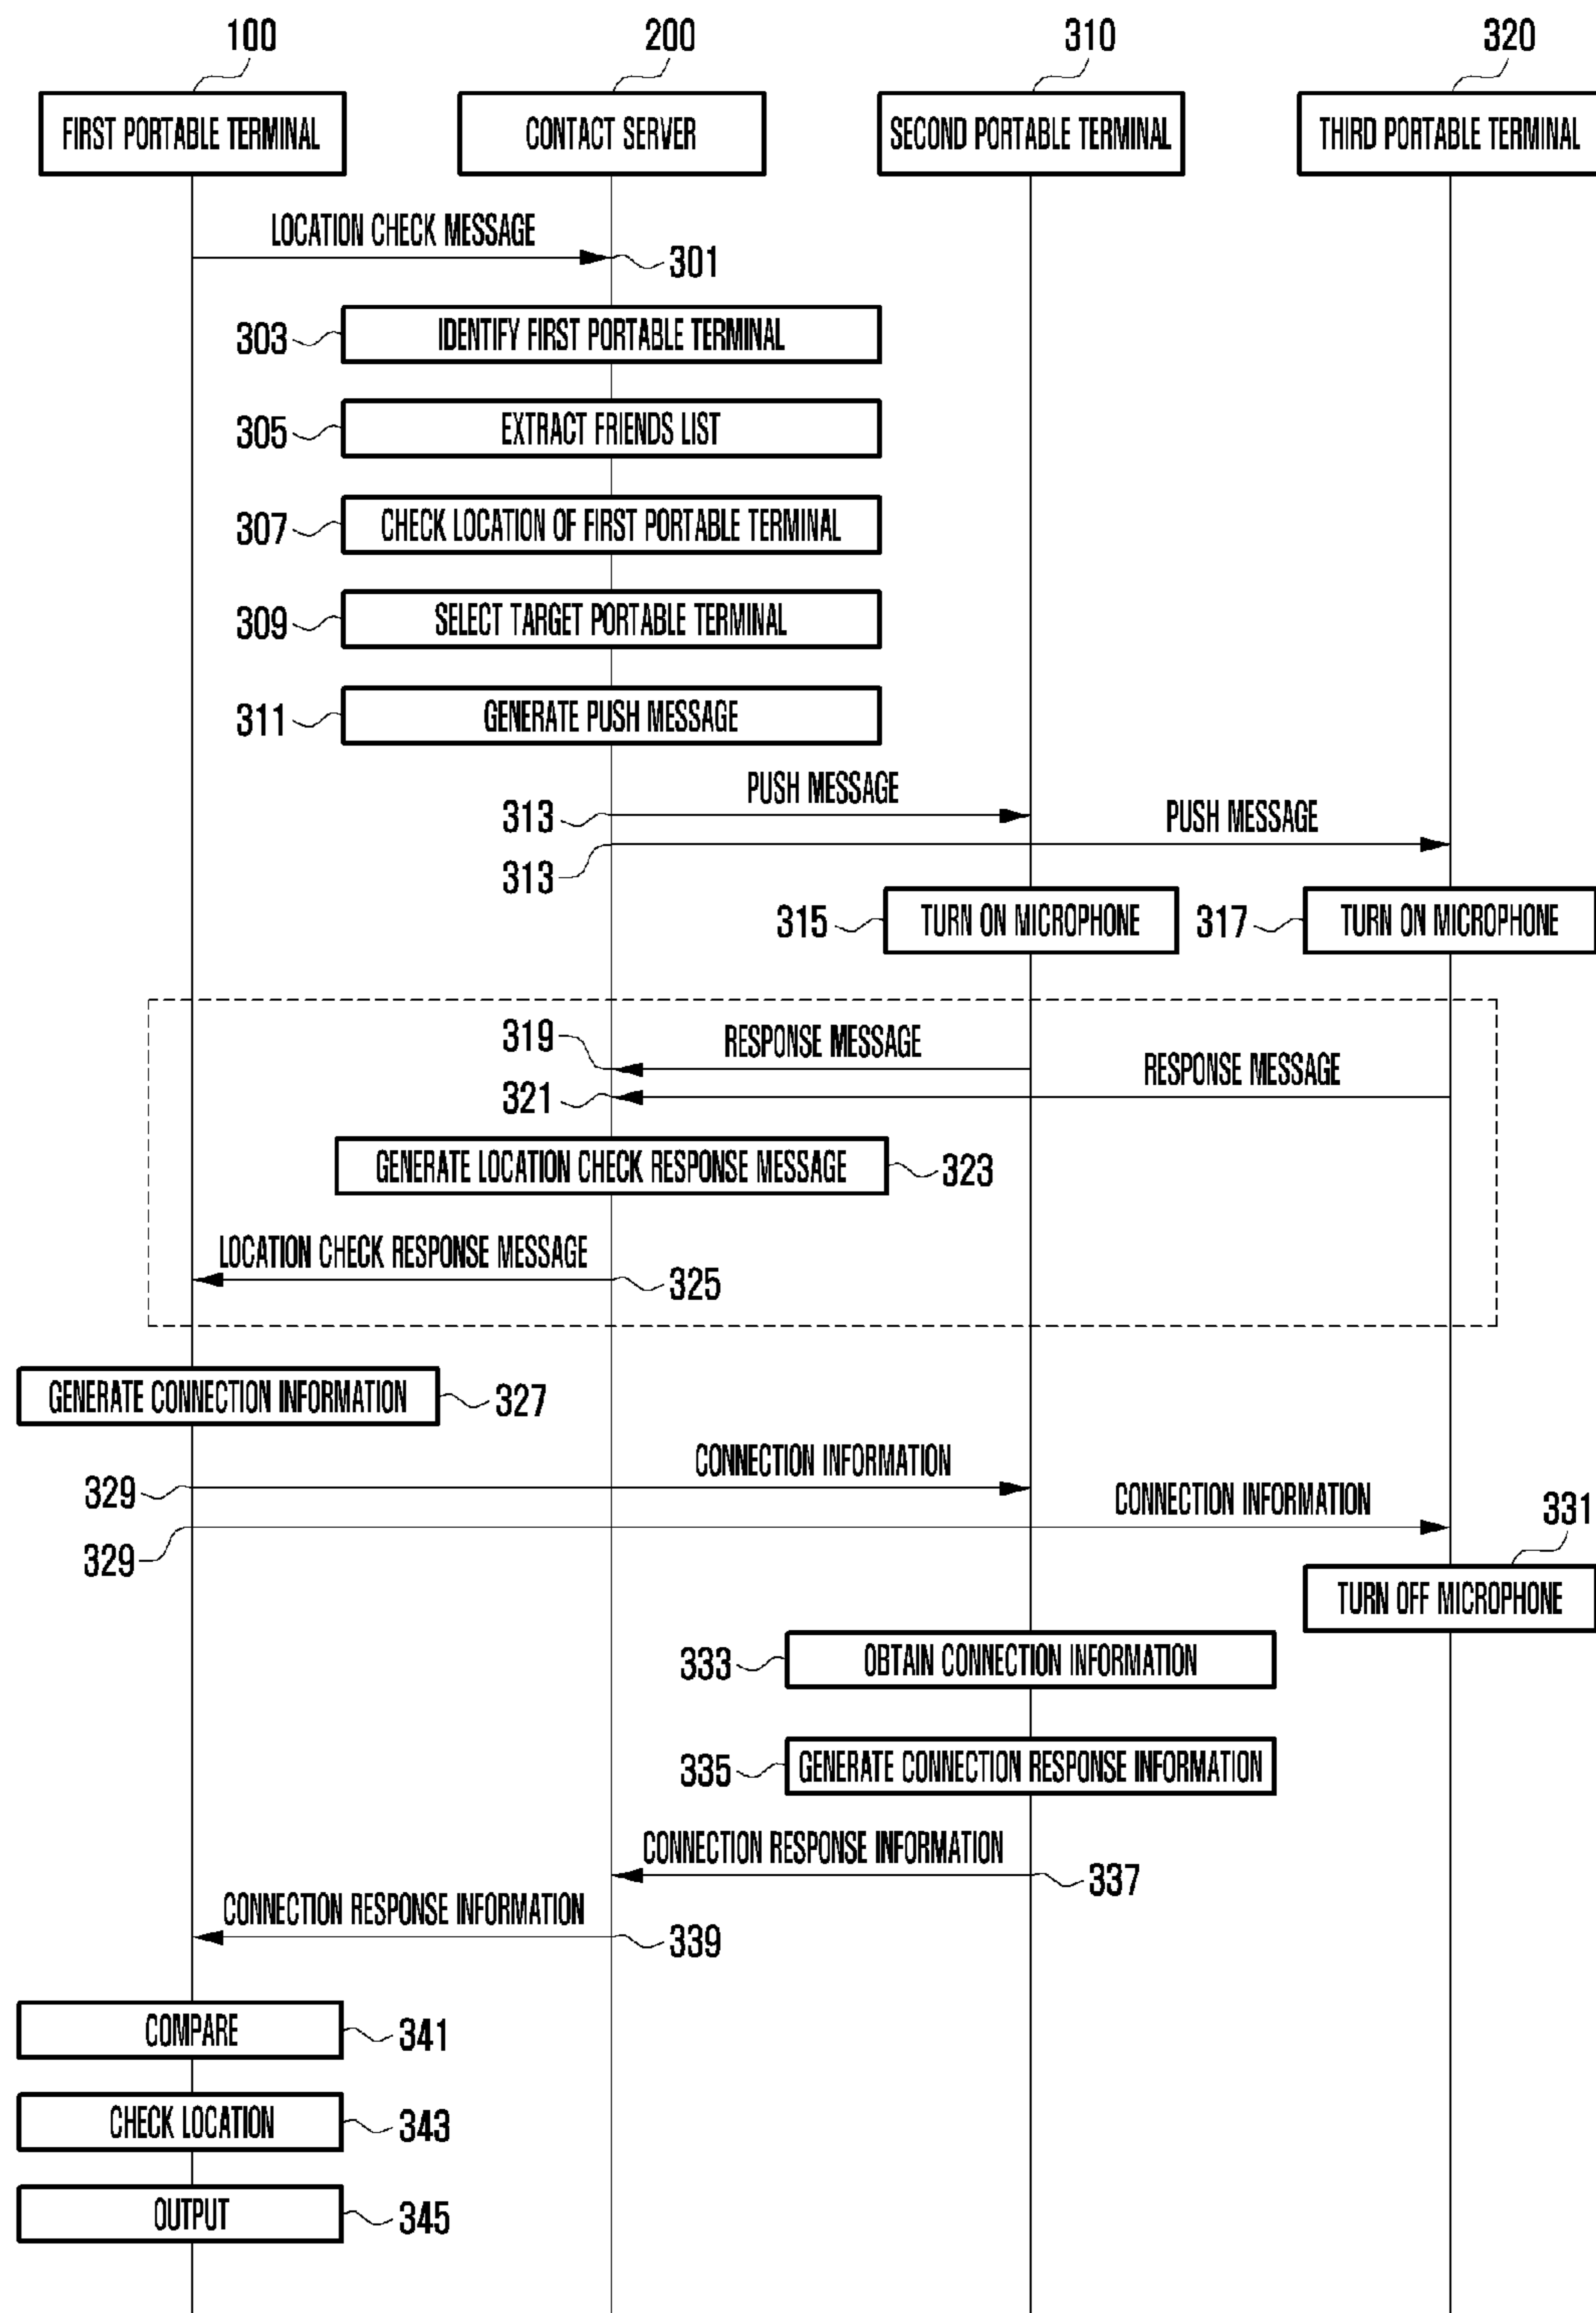 100
200
310
320
FIRST PORTABLE TERMINAL
CONTACT SERVER
SECOND PORTABLE TERMINAL
THIRD PORTABLE TERMINAL
LOCATION CHECK MESSAGE
301
303
IDENTIFY FIRST PORTABLE TERMINAL
305
EXTRACT FRIENDS LIST
307
CHECK LOCATION OF FIRST PORTABLE TERMINAL
309
SELECT TARGET PORTABLE TERMINAL
311
GENERATE PUSH MESSAGE
PUSH MESSAGE
313
PUSH MESSAGE
313
315
TURN ON MICROPHONE
317
TURN ON MICROPHONE
319
RESPONSE MESSAGE
RESPONSE MESSAGE
321
GENERATE LOCATION CHECK RESPONSE MESSAGE
323
LOCATION CHECK RESPONSE MESSAGE
325
GENERATE CONNECTION INFORMATION
327
CONNECTION INFORMATION
329
CONNECTION INFORMATION
329
331
TURN OFF MICROPHONE
333
OBTAIN CONNECTION INFORMATION
335
GENERATE CONNECTION RESPONSE INFORMATION
CONNECTION RESPONSE INFORMATION
337
CONNECTION RESPONSE INFORMATION
339
COMPARE
341
CHECK LOCATION
343
OUTPUT
345